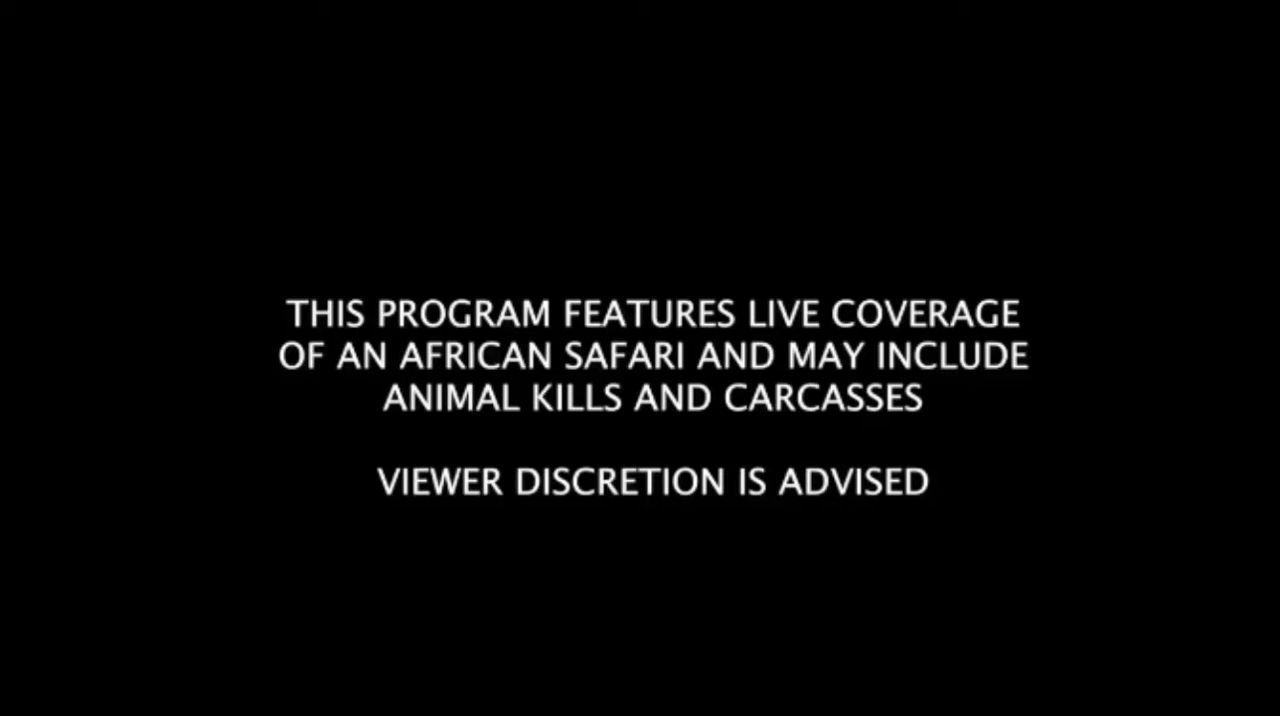 THIS PROGRAM FEATURES LIVE COVERAGE
OF AN AFRICAN SAFARI AND MAY INCLUDE
ANIMAL KILLS AND CARCASSES
VIEWER DISCRETION IS ADVISED